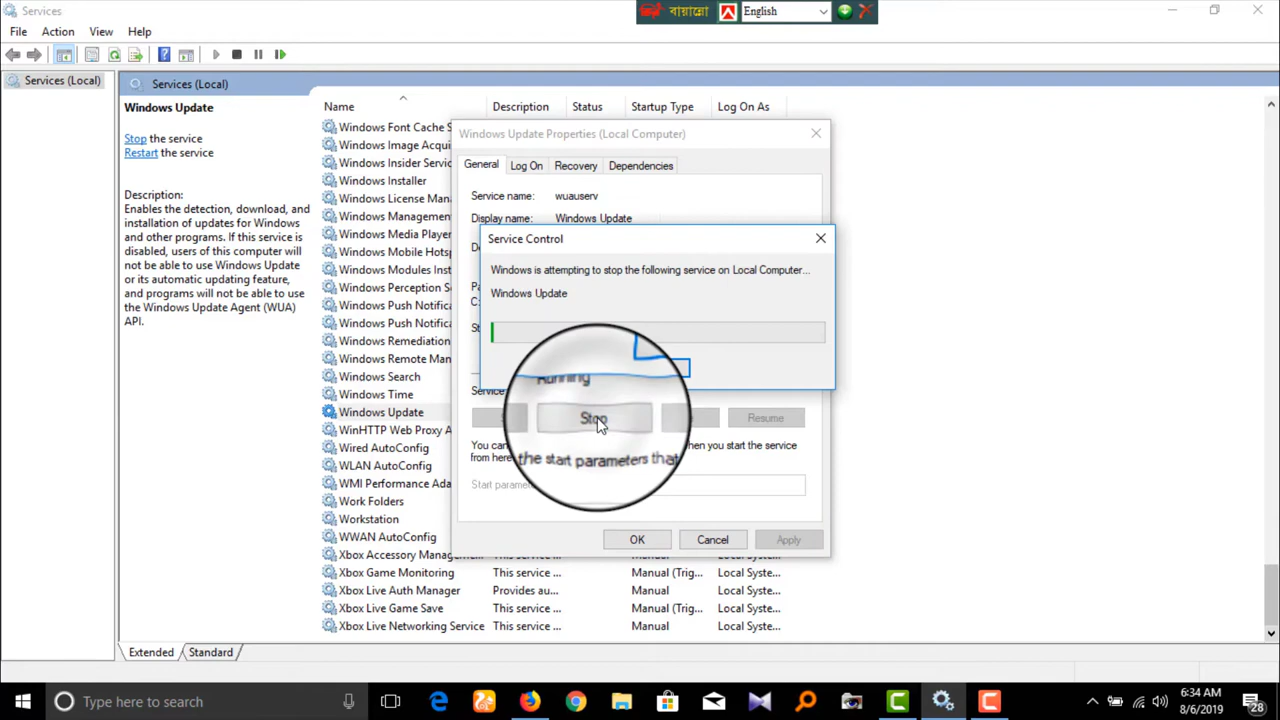 Services
বায়ান্নো
English
File Action View Help
Services (Local)
Services (Local)
Windows Update
Stop the service
Restart the service
Description:
Enables the detection, download, and
installation of updates for Windows
and other programs. If this service is
disabled, users of this computer will
not be able to use Windows Update
or its automatic updating feature,
and programs will not be able to use
the Windows Update Agent (WUA)
API.
Name Description Status Startup Type Log On As
Windows Font Cache S
Windows Image Acqui
Windows Insider Servic
Windows Installer
Windows License Man
Windows Management
Windows Media Player
Windows Mobile Hotsp
Windows Modules Inst
Windows Perception S
Windows Push Notifica
Windows Push Notifica
Windows Remediation
Windows Remote Man
Windows Search
Windows Time
Windows Update
WinHTTP Web Proxy A
Wired AutoConfig
WLAN AutoConfig
WMI Performance Ada
Work Folders
Workstation
WWAN AutoConfig
Xbox Accessory Manageme... This service ... Manual (Trig... Local Syste...
Xbox Game Monitoring This service ... Manual (Trig... Local Syste...
Xbox Live Auth Manager Provides au... Manual Local Syste...
Xbox Live Game Save This service ... Manual (Trig... Local Syste...
Xbox Live Networking Service This service ... Manual Local Syste...
Windows Update Properties (Local Computer)
General Log On Recovery Dependencies
Service name: wuauserv
Display name: Windows Update
Service Control
Windows is attempting to stop the following service on Local Computer...
Windows Update
Service
Running
Stop
Resume
You can
when you start the service
from here
the start parameters that
Start parame
OK Cancel Apply
Extended Standard
Type here to search
6:34 AM
8/6/2019
28